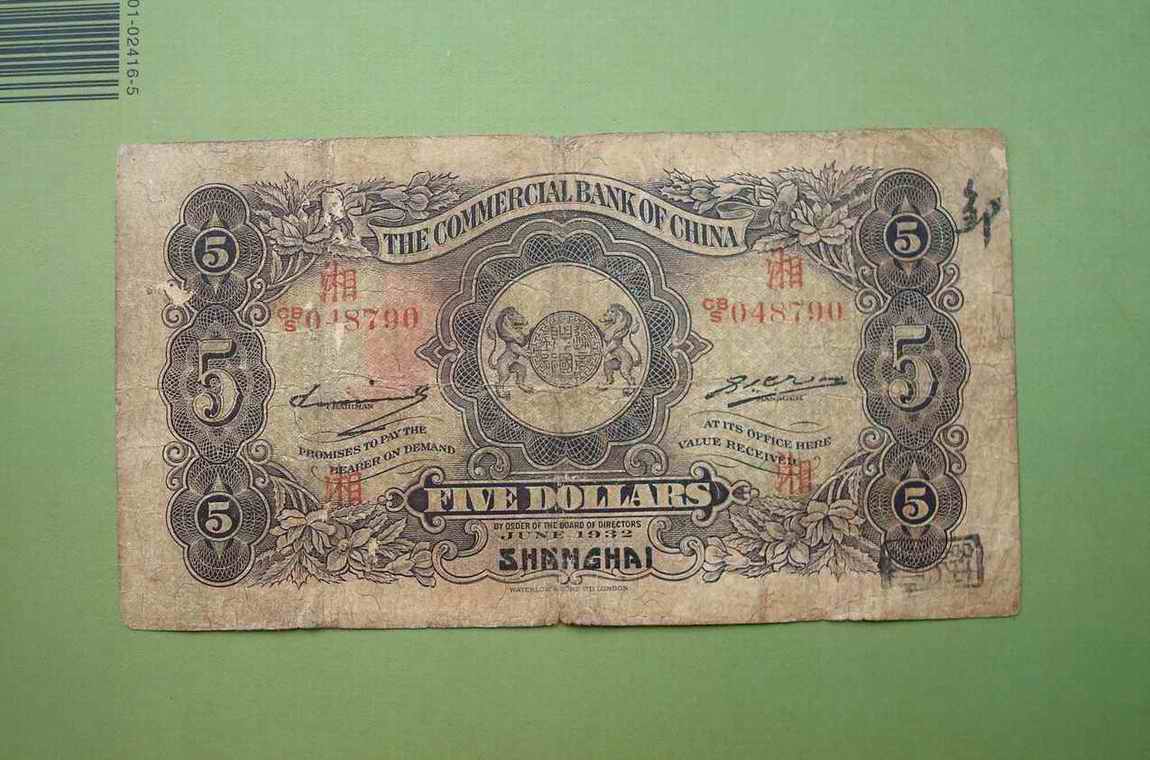 01-02416-5
THE COMMERCIAL BANK OF CHINA
5
5
湘
湘
CB/S 048790
CB/S 048790
5
5
CHAIRMAN
MANAGER
PROMISES TO PAY THE
BEARER ON DEMAND
AT ITS OFFICE HERE
VALUE RECEIVED
湘
湘
FIVE DOLLARS
5
5
BY ORDER OF THE BOARD OF DIRECTORS
JUNE 1932
SHANGHAI
WATERLOW & SONS LTD LONDON